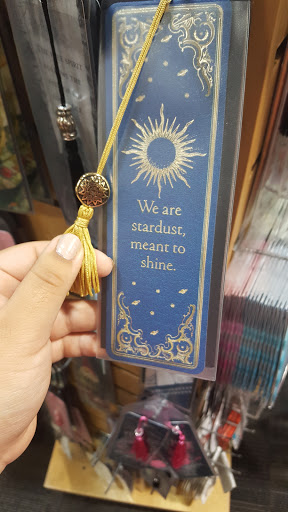 We are
stardust,
meant to
shine.